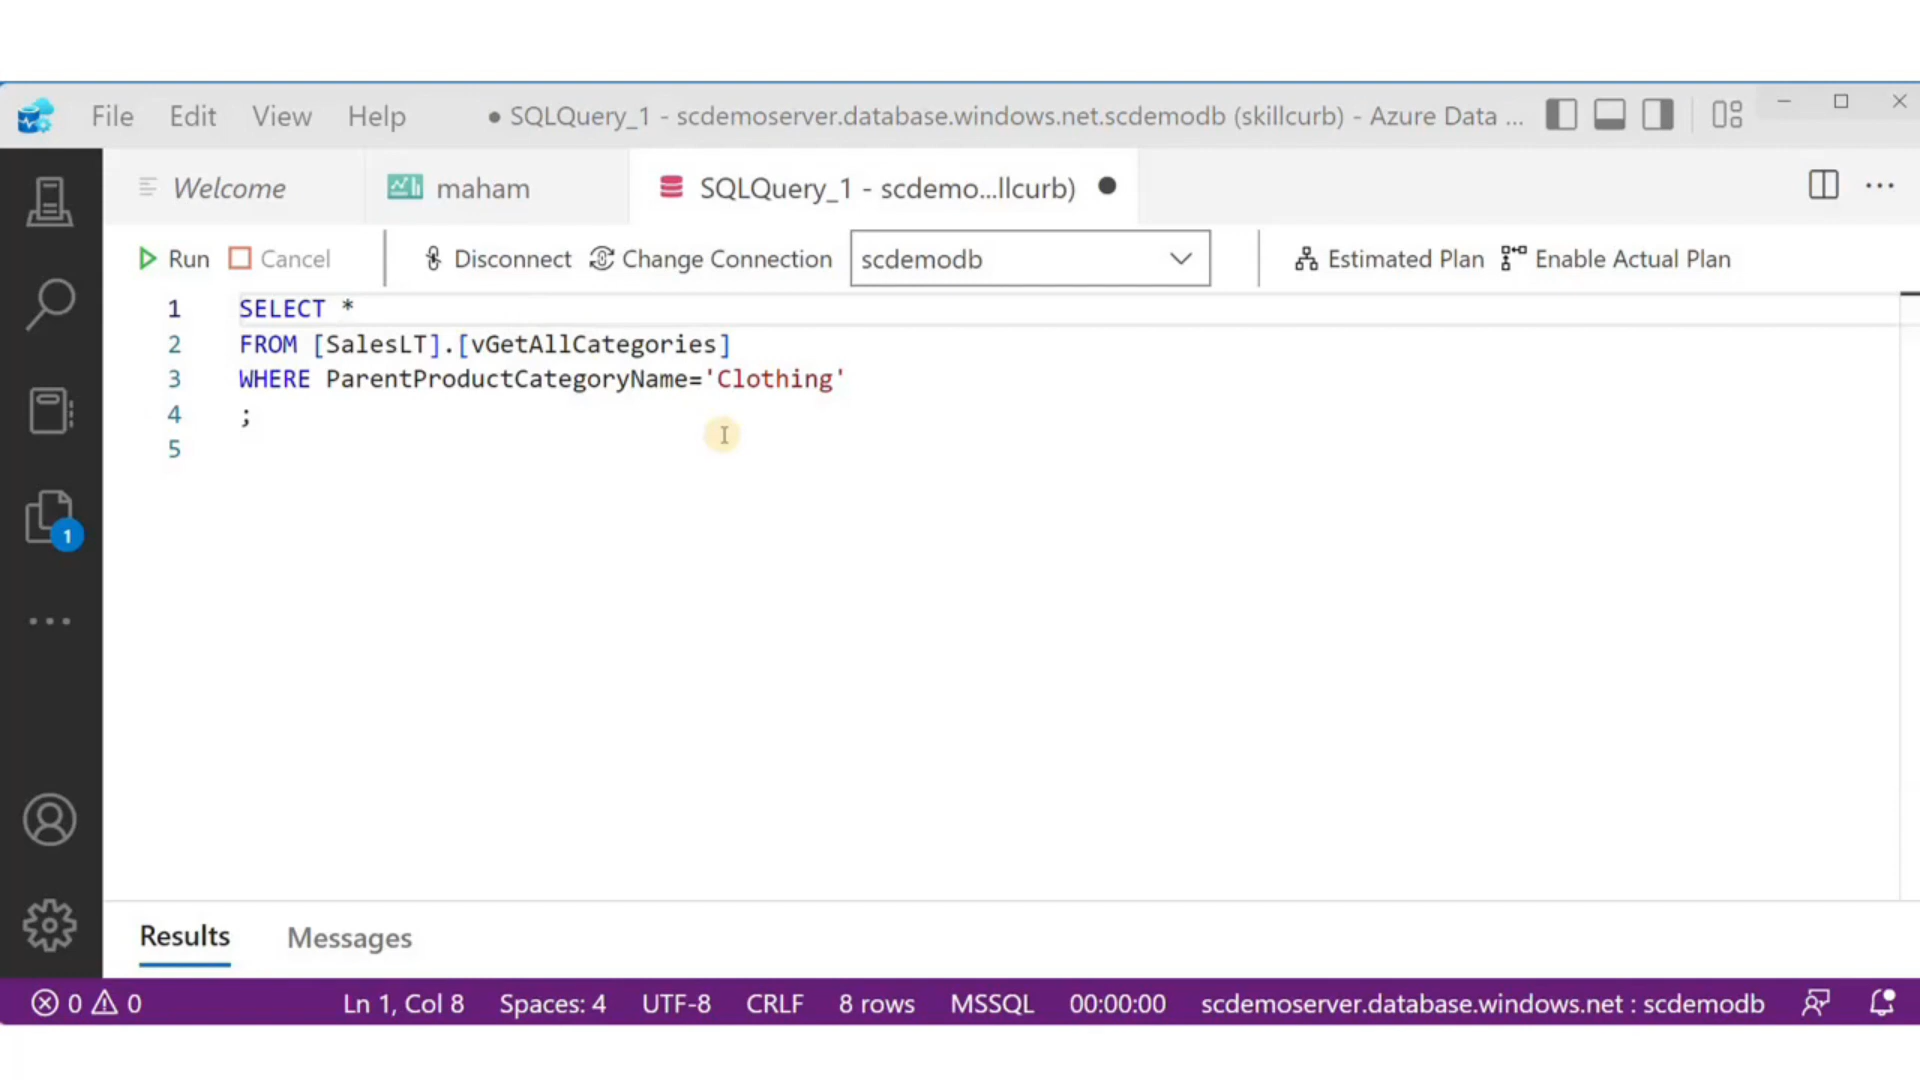 File Edit View Help ● SQLQuery_1 - scdemoserver.database.windows.net.scdemodb (skillcurb) - Azure Data ...
Welcome maham SQLQuery_1 - scdemo...llcurb) ●
Run Cancel Disconnect Change Connection scdemodb Estimated Plan Enable Actual Plan
1 SELECT *
2 FROM [SalesLT].[vGetAllCategories]
3 WHERE ParentProductCategoryName='Clothing'
4 ;
5
1
Results Messages
0 0 Ln 1, Col 8 Spaces: 4 UTF-8 CRLF 8 rows MSSQL 00:00:00 scdemoserver.database.windows.net : scdemodb